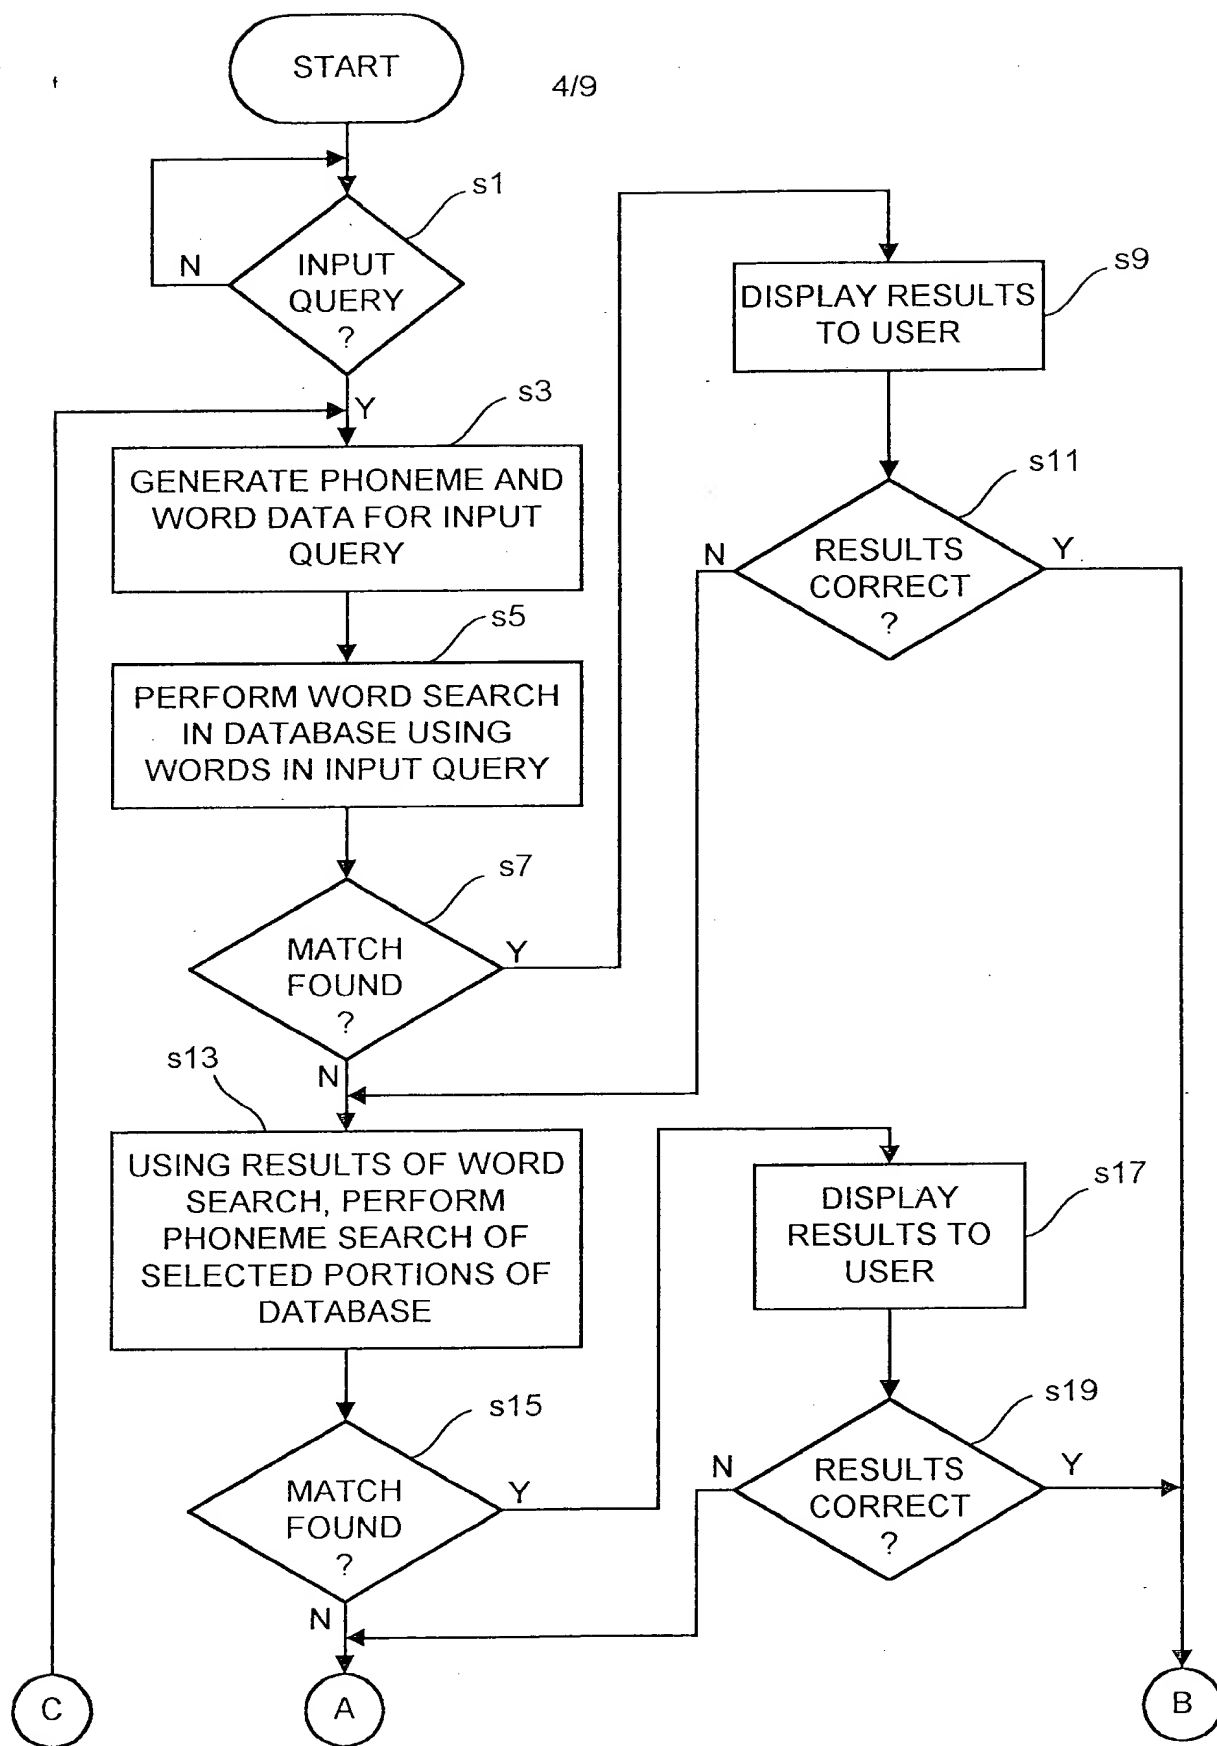 START
4/9
s1
N
INPUT
QUERY
?
Y
s3
GENERATE PHONEME AND
WORD DATA FOR INPUT
QUERY
s5
PERFORM WORD SEARCH
IN DATABASE USING
WORDS IN INPUT QUERY
s7
MATCH
FOUND
?
Y
N
s9
DISPLAY RESULTS
TO USER
s11
N
RESULTS
CORRECT
?
Y
s13
USING RESULTS OF WORD
SEARCH, PERFORM
PHONEME SEARCH OF
SELECTED PORTIONS OF
DATABASE
s15
MATCH
FOUND
?
Y
N
s17
DISPLAY
RESULTS TO
USER
s19
N
RESULTS
CORRECT
?
Y
C
A
B